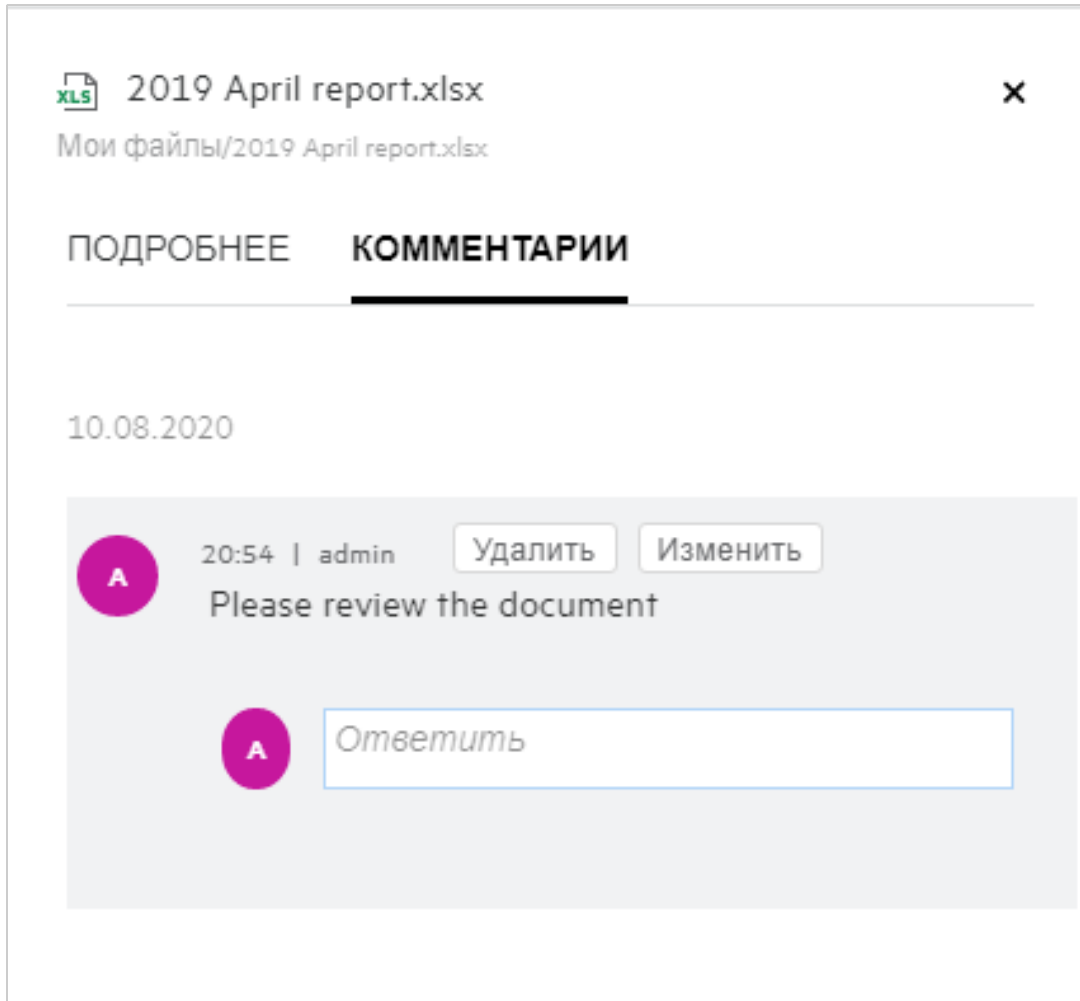 XLS 2019 April report.xlsx ×
Мои файлы/2019 April report.xlsx
ПОДРОБНЕЕ КОММЕНТАРИИ
10.08.2020
A 20:54 | admin Удалить Изменить
Please review the document
A Ответить